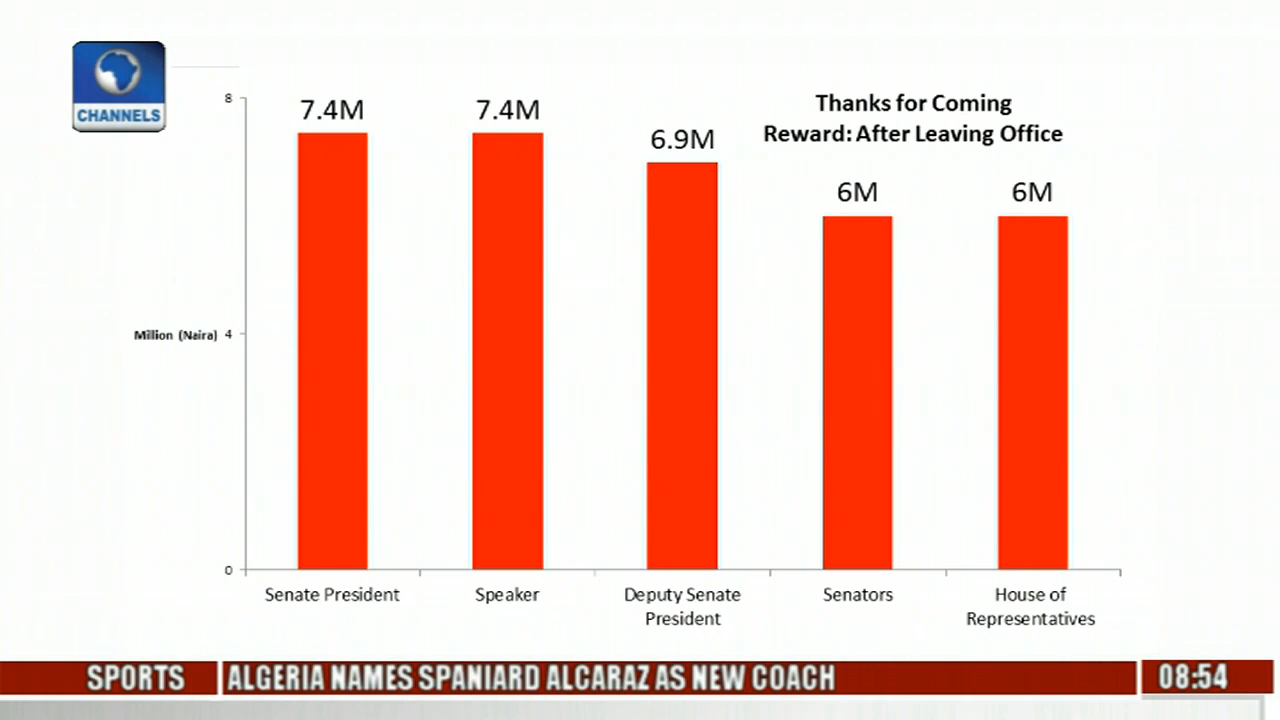 CHANNELS
Thanks for Coming
Reward: After Leaving Office
8
7.4M
7.4M
6.9M
6M
6M
Million (Naira)
4
0
Senate President
Speaker
Deputy Senate
President
Senators
House of
Representatives
SPORTS
ALGERIA NAMES SPANIARD ALCARAZ AS NEW COACH
08:54